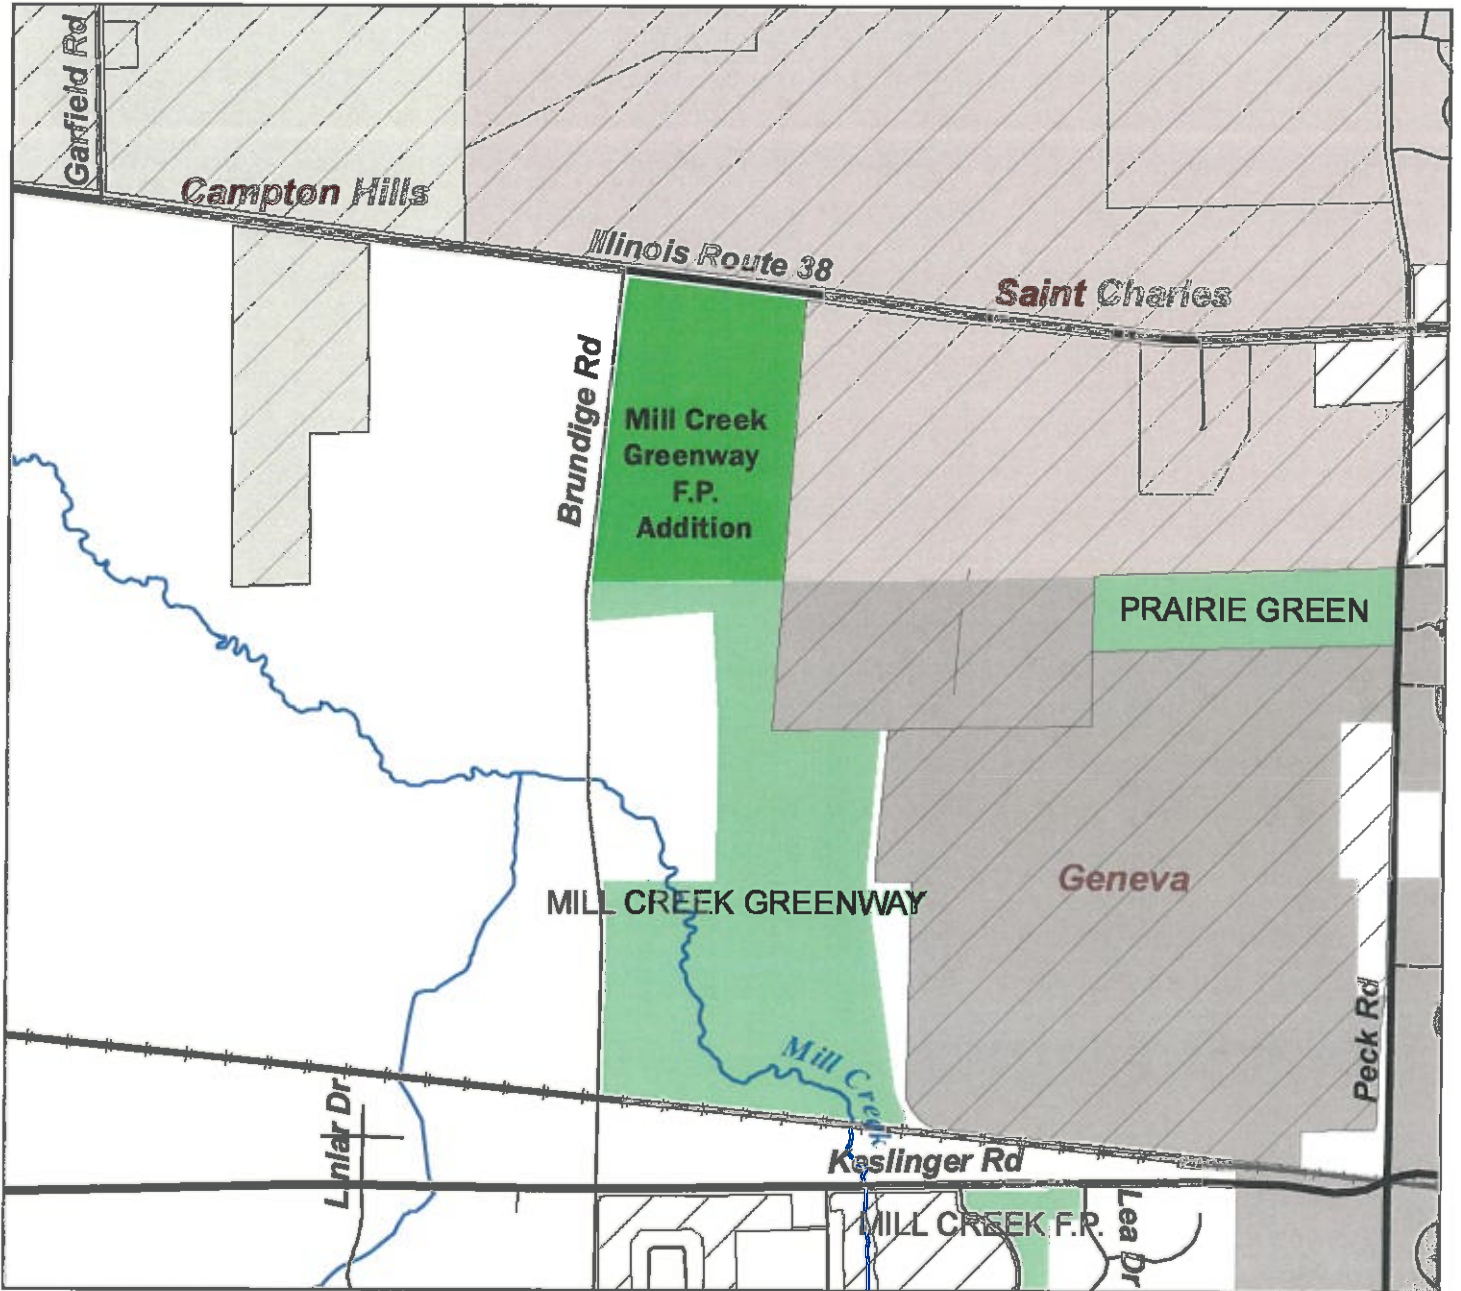 Garfield Rd
Campton Hills
Illinois Route 38
Saint Charles
Brundige Rd
Mill Creek
Greenway
F.P.
Addition
PRAIRIE GREEN
Geneva
MILL CREEK GREENWAY
Peck Rd
Mill Creek
Lunlar Dr
Keslinger Rd
MILL CREEK F.P.
Lea Dr